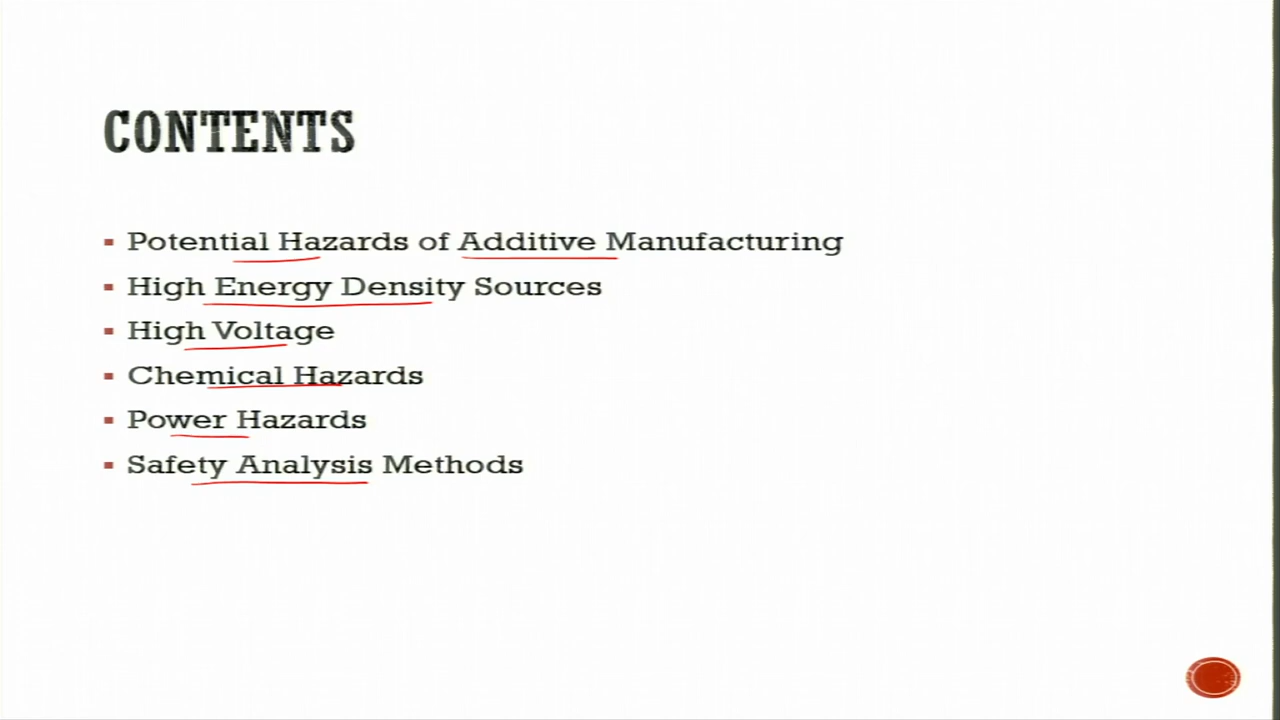 CONTENTS
Potential Hazards of Additive Manufacturing
High Energy Density Sources
High Voltage
Chemical Hazards
Power Hazards
Safety Analysis Methods